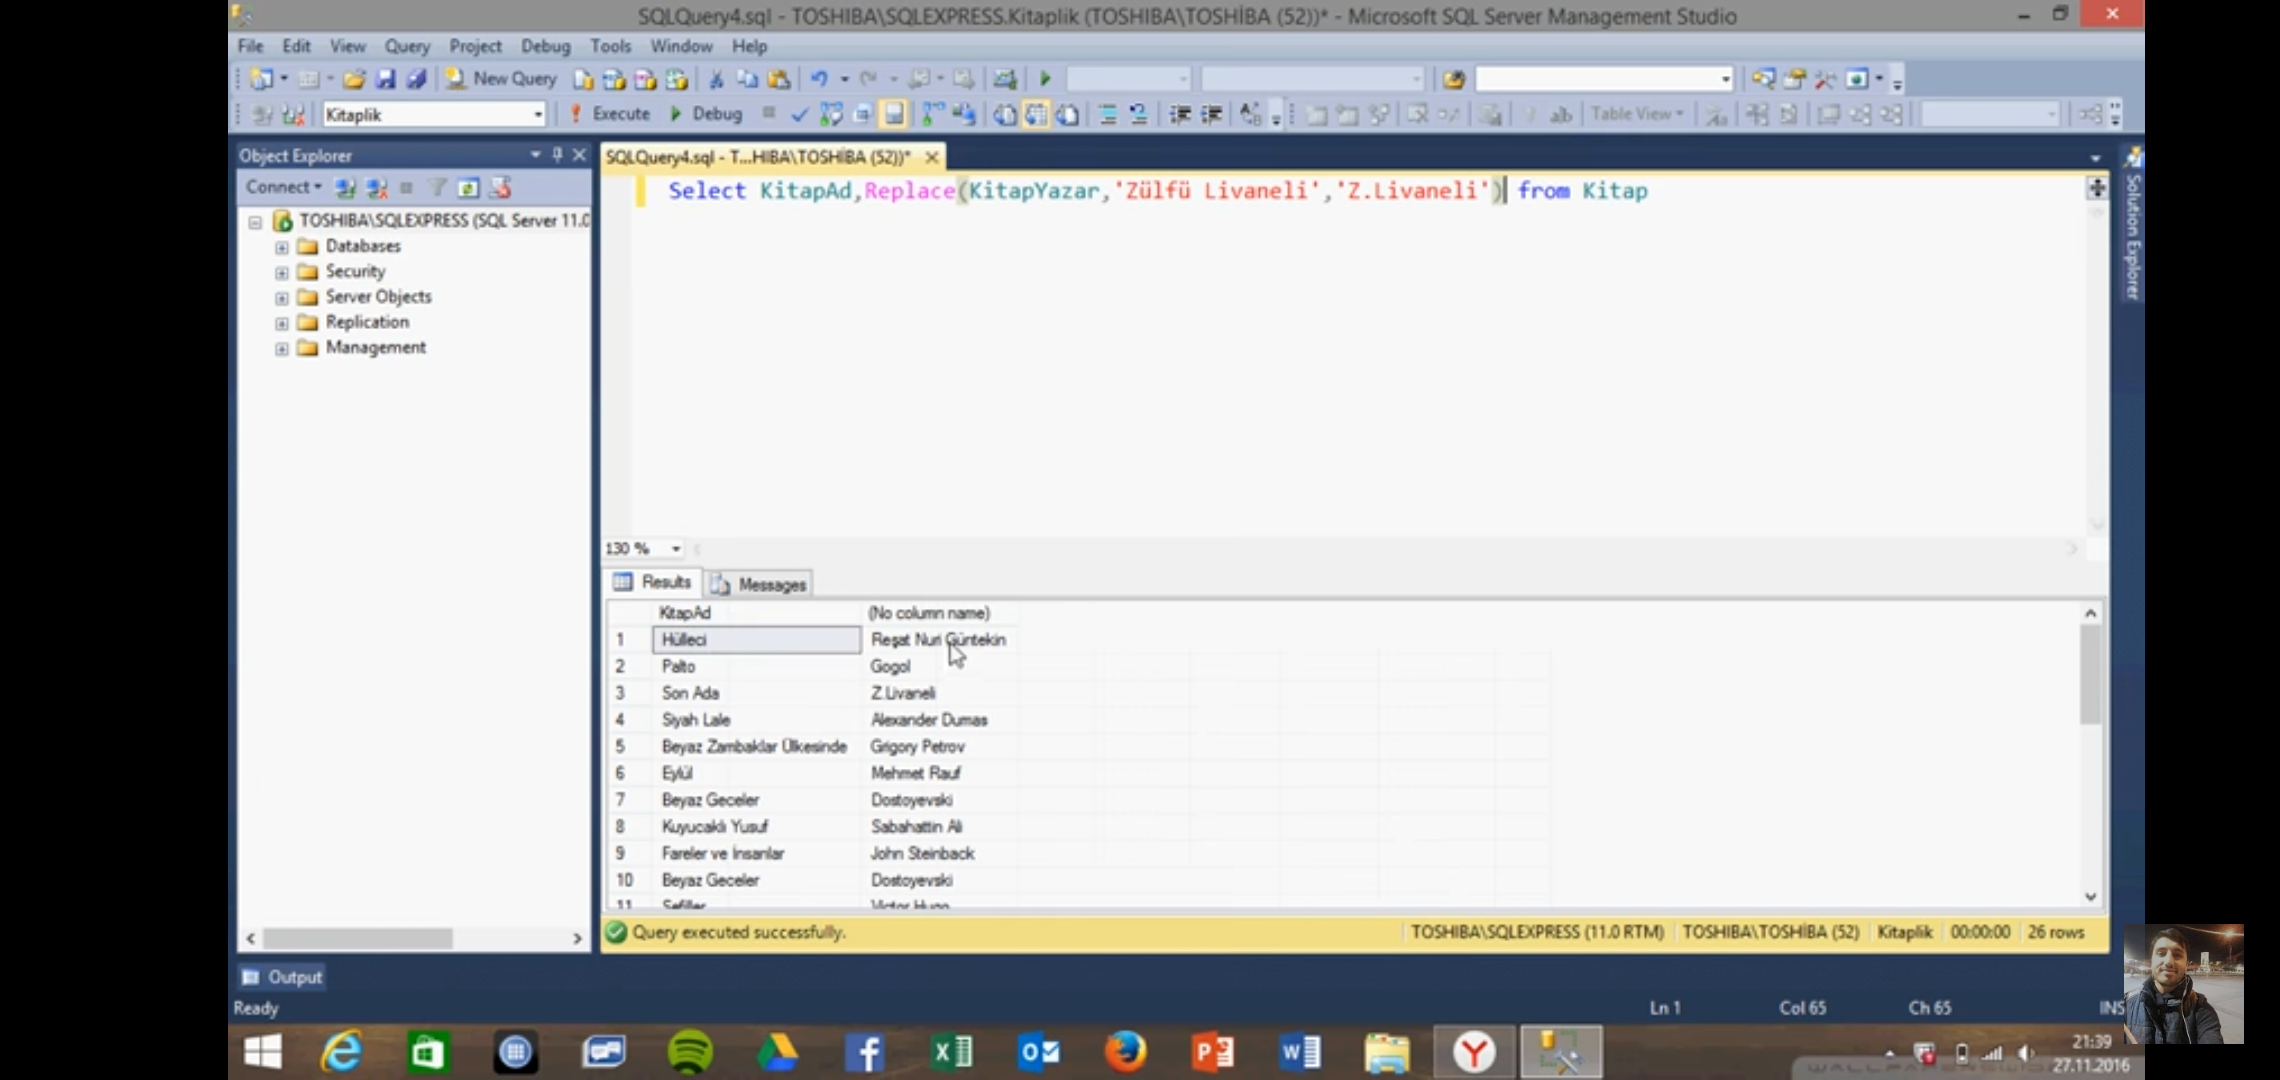 SQLQuery4.sql - TOSHIBA\SQLEXPRESS.Kitaplik (TOSHIBA\TOSHİBA (52))* - Microsoft SQL Server Management Studio
File Edit View Query Project Debug Tools Window Help
New Query
Kitaplik Execute Debug Table View
Object Explorer
Connect
TOSHIBA\SQLEXPRESS (SQL Server 11.0
Databases
Security
Server Objects
Replication
Management
SQLQuery4.sql - T...HIBA\TOSHİBA (52))*
Select KitapAd,Replace(KitapYazar,'Zülfü Livaneli','Z.Livaneli') from Kitap
Solution Explorer
130 %
Results Messages
KitapAd (No column name)
1 Hülleci Reşat Nuri Güntekin
2 Palto Gogol
3 Son Ada Z.Livaneli
4 Siyah Lale Alexander Dumas
5 Beyaz Zambaklar Ülkesinde Grigory Petrov
6 Eylül Mehmet Rauf
7 Beyaz Geceler Dostoyevski
8 Kuyucaklı Yusuf Sabahattin Ali
9 Fareler ve İnsanlar John Steinback
10 Beyaz Geceler Dostoyevski
11 Sefiller Victor Hugo
Query executed successfully. TOSHIBA\SQLEXPRESS (11.0 RTM) TOSHIBA\TOSHİBA (52) Kitaplik 00:00:00 26 rows
Output
Ready Ln 1 Col 65 Ch 65 INS
21:39
27.11.2016